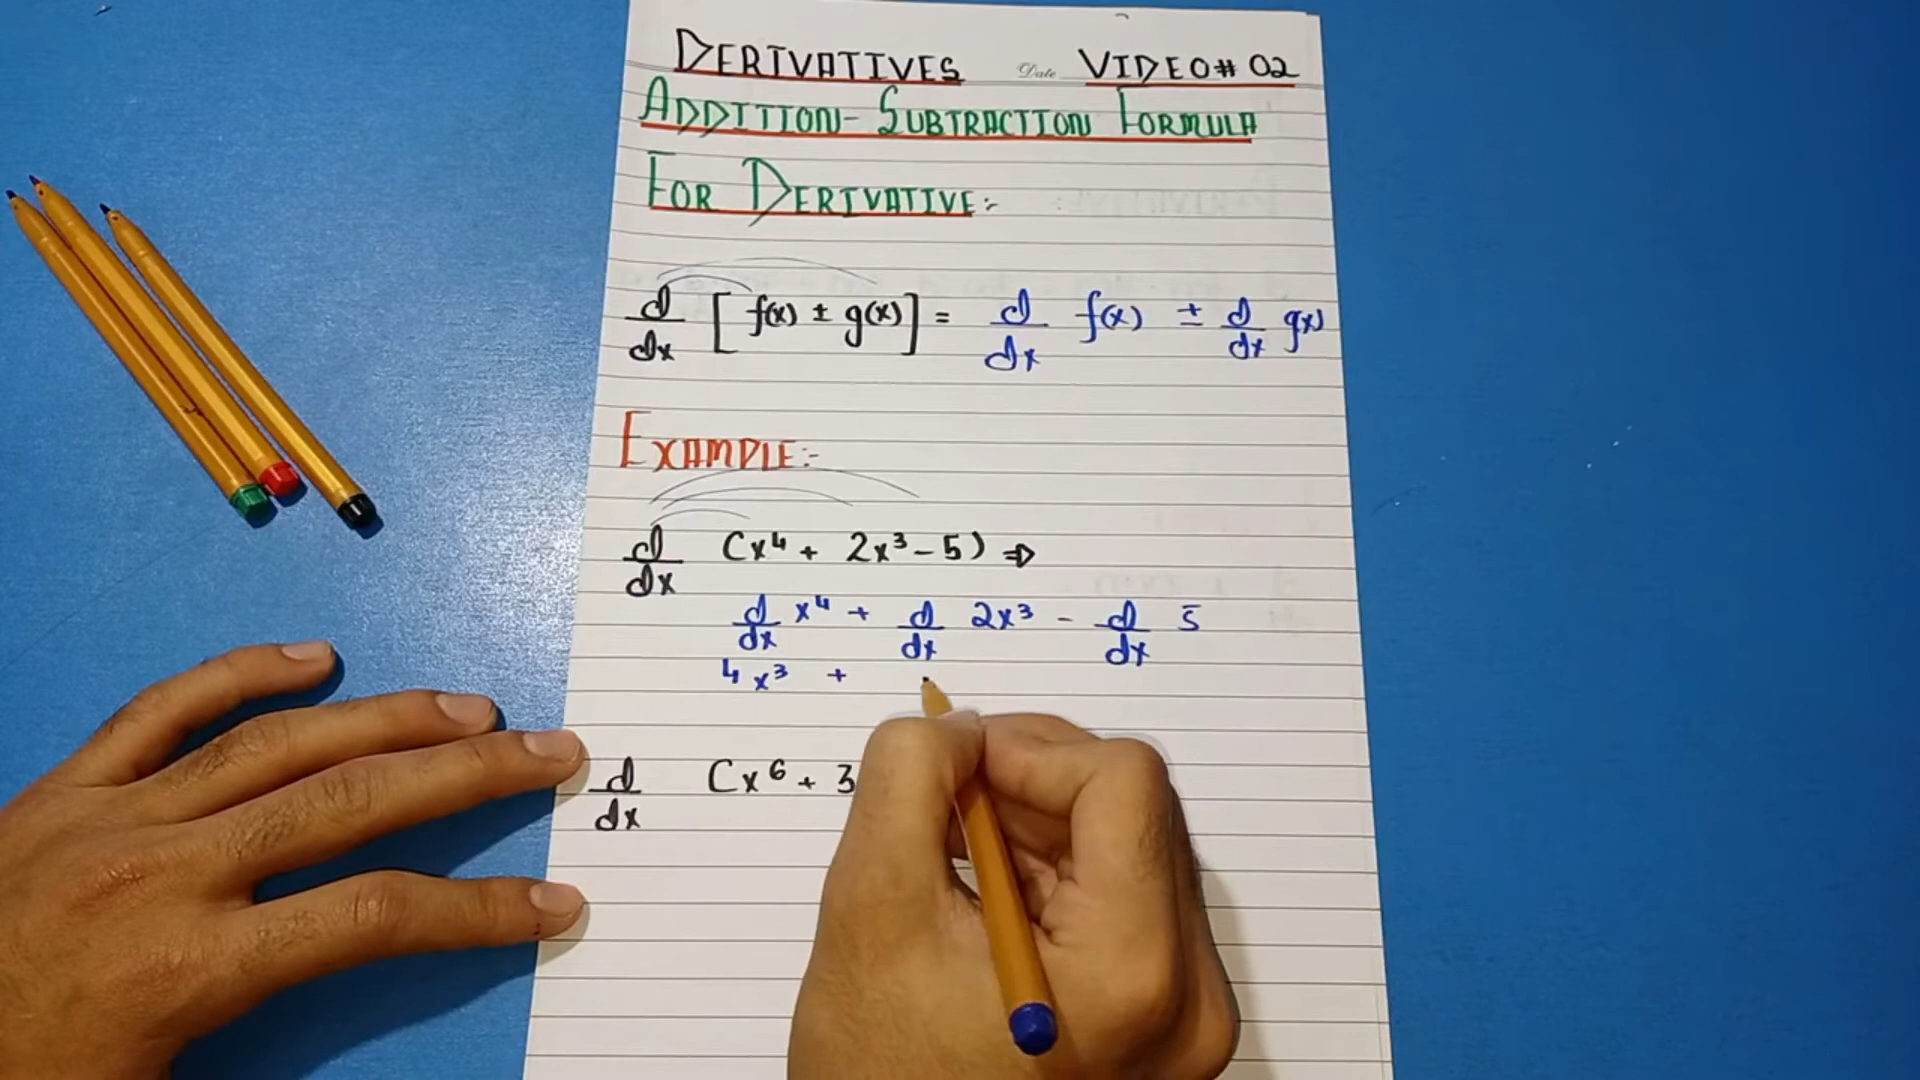 DERIVATIVES Date VIDEO# 02
ADDITION- SUBTRACTION FORMULA
FOR DERIVATIVE:-
d/dx [f(x) ± g(x)] = d/dx f(x) ± d/dx g(x)
EXAMPLE:-
d/dx (x⁴ + 2x³ - 5) ⇒
d/dx x⁴ + d/dx 2x³ - d/dx 5
4x³ +
d/dx (x⁶ + 3